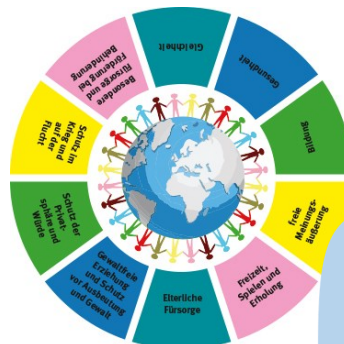 Gleichheit
Gesundheit
Bildung
freie
Meinungs-
äußerung
Freizeit,
Spielen und
Erholung
Elterliche
Fürsorge
Gewaltfreie
Erziehung
und Schutz
vor Ausbeutung
und Gewalt
Schutz der
Privat-
sphäre und
Würde
Schutz im
Krieg und
auf der
Flucht
Besondere
Fürsorge und
Förderung bei
Behinderung